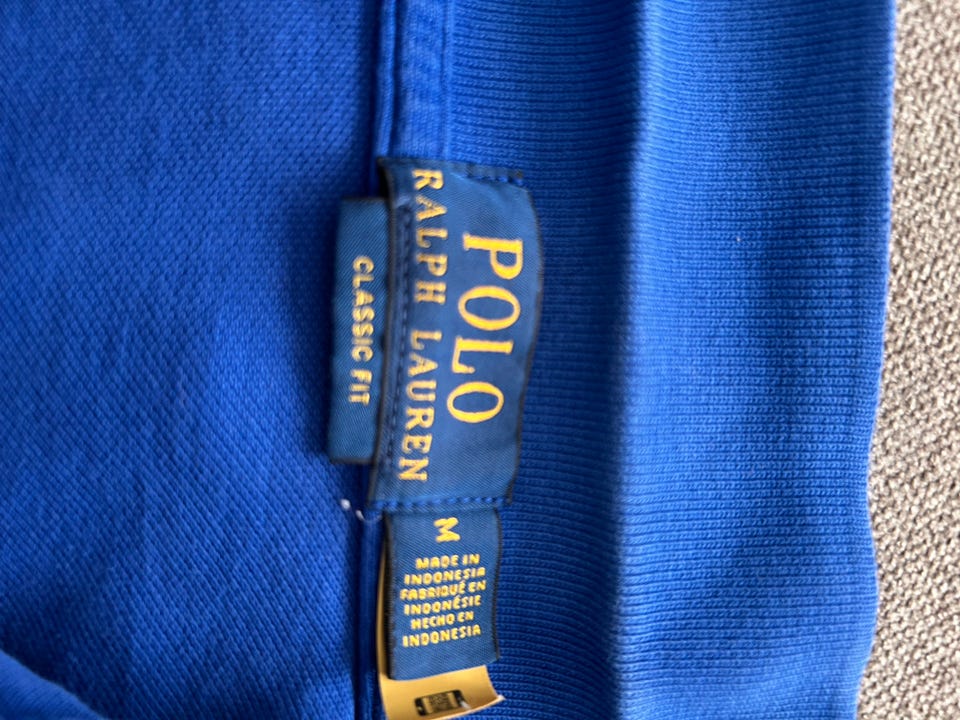 POLO
RALPH LAUREN
CLASSIC FIT
M
MADE IN
INDONESIA
FABRIQUÉ EN
INDONÉSIE
HECHO EN
INDONESIA